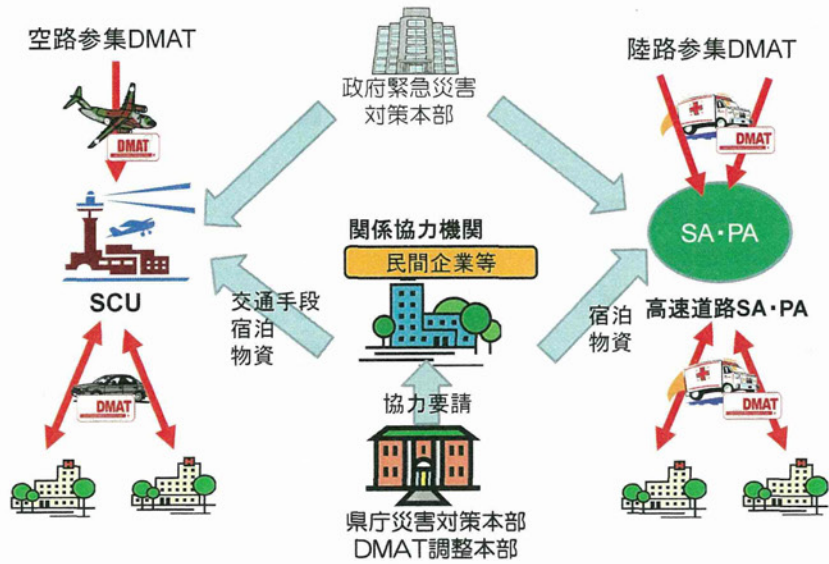 空路参集DMAT
DMAT
SCU
DMAT
政府緊急災害
対策本部
関係協力機関
民間企業等
交通手段
宿泊
物資
協力要請
県庁災害対策本部
DMAT調整本部
陸路参集DMAT
DMAT
SA・PA
高速道路SA・PA
宿泊
物資
DMAT